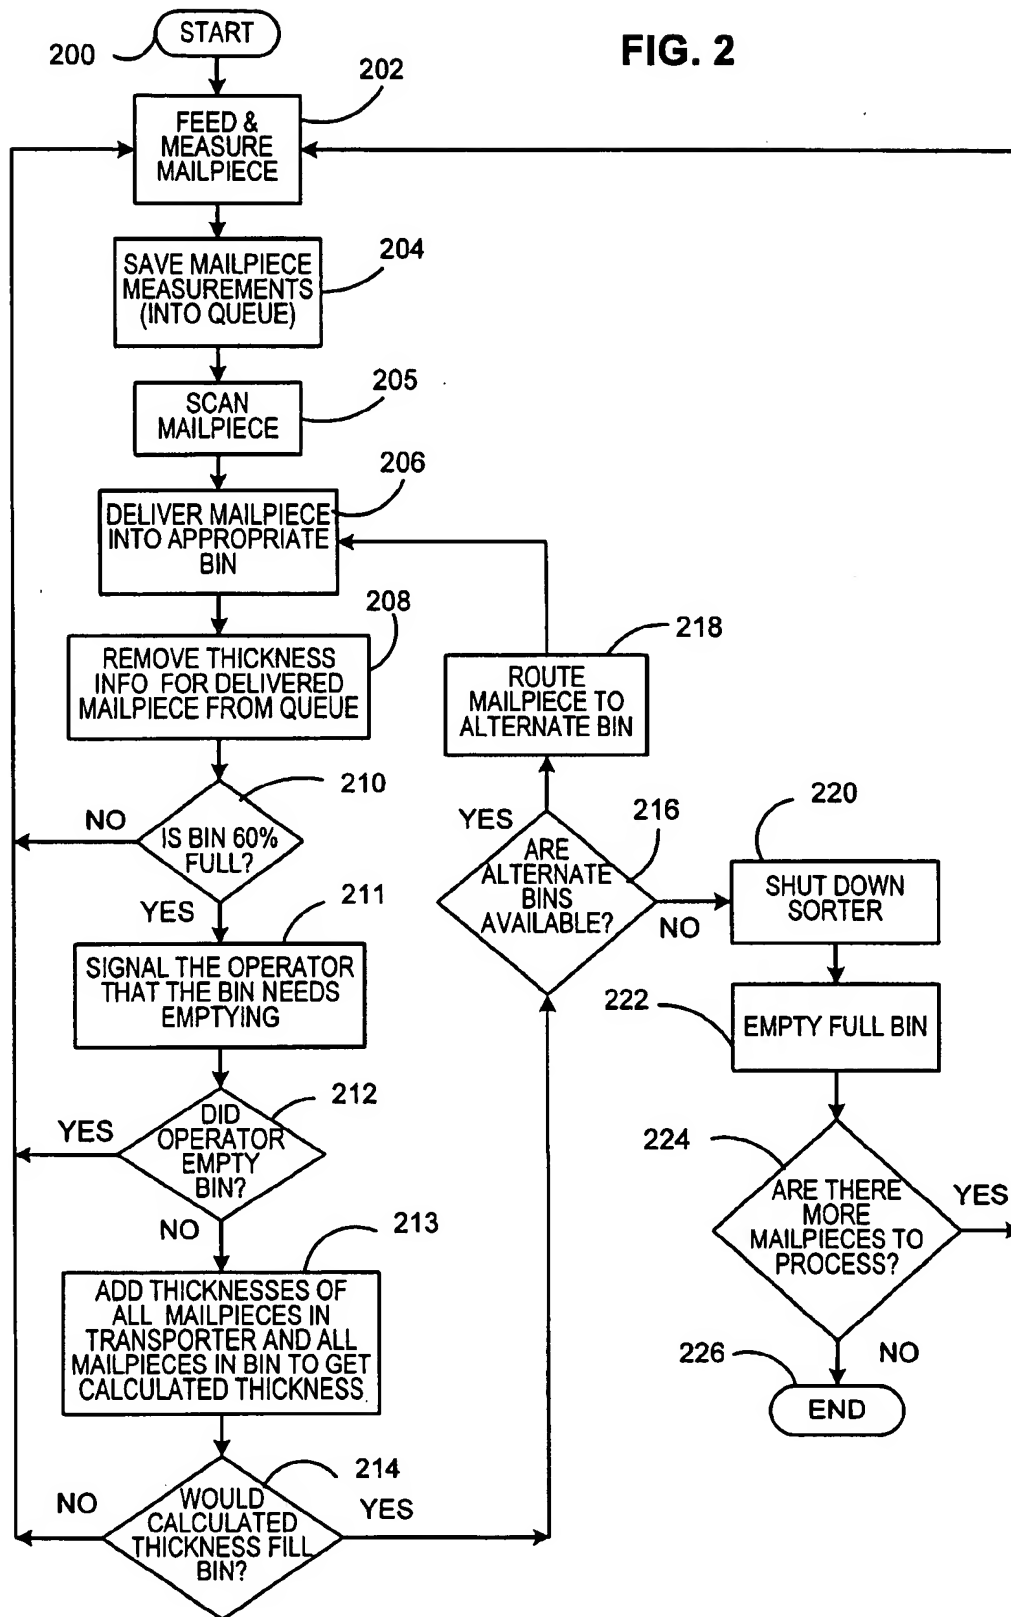 FIG. 2
200
START
202
FEED &
MEASURE
MAILPIECE
204
SAVE MAILPIECE
MEASUREMENTS
(INTO QUEUE)
205
SCAN
MAILPIECE
206
DELIVER MAILPIECE
INTO APPROPRIATE
BIN
208
REMOVE THICKNESS
INFO FOR DELIVERED
MAILPIECE FROM QUEUE
210
IS BIN 60%
FULL?
NO
YES
211
SIGNAL THE OPERATOR
THAT THE BIN NEEDS
EMPTYING
212
DID
OPERATOR
EMPTY
BIN?
YES
NO
213
ADD THICKNESSES OF
ALL MAILPIECES IN
TRANSPORTER AND ALL
MAILPIECES IN BIN TO GET
CALCULATED THICKNESS
214
WOULD
CALCULATED
THICKNESS FILL
BIN?
NO
YES
218
ROUTE
MAILPIECE TO
ALTERNATE BIN
216
YES
ARE
ALTERNATE
BINS
AVAILABLE?
NO
220
SHUT DOWN
SORTER
222
EMPTY FULL BIN
224
ARE THERE
MORE
MAILPIECES TO
PROCESS?
YES
NO
226
END